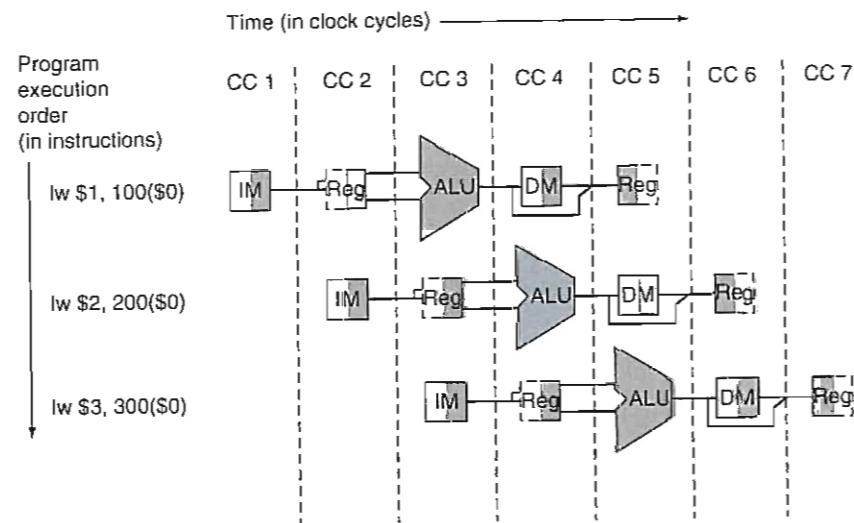 Time (in clock cycles)
Program
execution
order
(in instructions)
CC 1 CC 2 CC 3 CC 4 CC 5 CC 6 CC 7
lw $1, 100($0) IM Reg ALU DM Reg
lw $2, 200($0) IM Reg ALU DM Reg
lw $3, 300($0) IM Reg ALU DM Reg